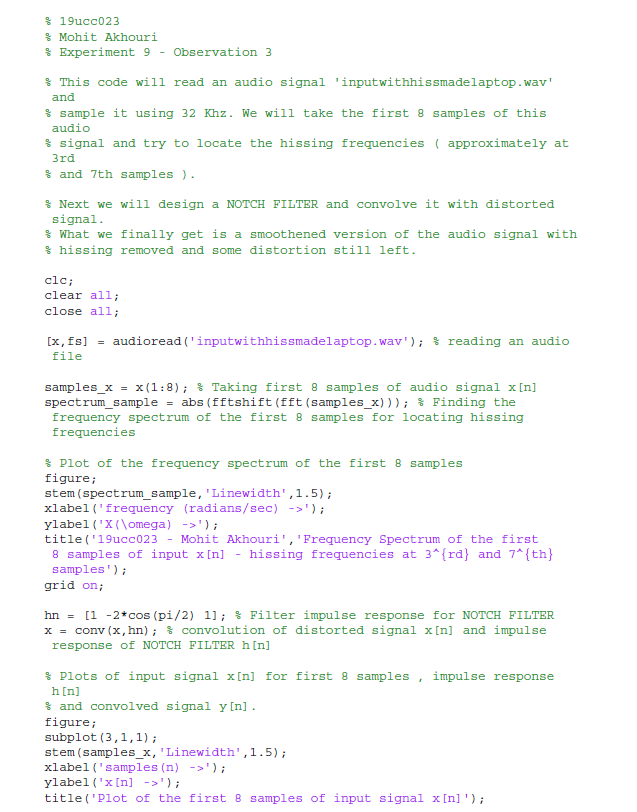 % 19ucc023
% Mohit Akhouri
% Experiment 9 - Observation 3
% This code will read an audio signal 'inputwithhissmadelaptop.wav'
and
% sample it using 32 Khz. We will take the first 8 samples of this
audio
% signal and try to locate the hissing frequencies ( approximately at
3rd
% and 7th samples ).
% Next we will design a NOTCH FILTER and convolve it with distorted
signal.
% What we finally get is a smoothened version of the audio signal with
% hissing removed and some distortion still left.
clc;
clear all;
close all;
[x,fs] = audioread('inputwithhissmadelaptop.wav'); % reading an audio
file
samples_x = x(1:8); % Taking first 8 samples of audio signal x[n]
spectrum_sample = abs(fftshift(fft(samples_x))); % Finding the
frequency spectrum of the first 8 samples for locating hissing
frequencies
% Plot of the frequency spectrum of the first 8 samples
figure;
stem(spectrum_sample,'Linewidth',1.5);
xlabel('frequency (radians/sec) ->');
ylabel('X(\omega) ->');
title('19ucc023 - Mohit Akhouri','Frequency Spectrum of the first
8 samples of input x[n] - hissing frequencies at 3^{rd} and 7^{th}
samples');
grid on;
hn = [1 -2*cos(pi/2) 1]; % Filter impulse response for NOTCH FILTER
x = conv(x,hn); % convolution of distorted signal x[n] and impulse
response of NOTCH FILTER h[n]
% Plots of input signal x[n] for first 8 samples , impulse response
h[n]
% and convolved signal y[n].
figure;
subplot(3,1,1);
stem(samples_x,'Linewidth',1.5);
xlabel('samples(n) ->');
ylabel('x[n] ->');
title('Plot of the first 8 samples of input signal x[n]');